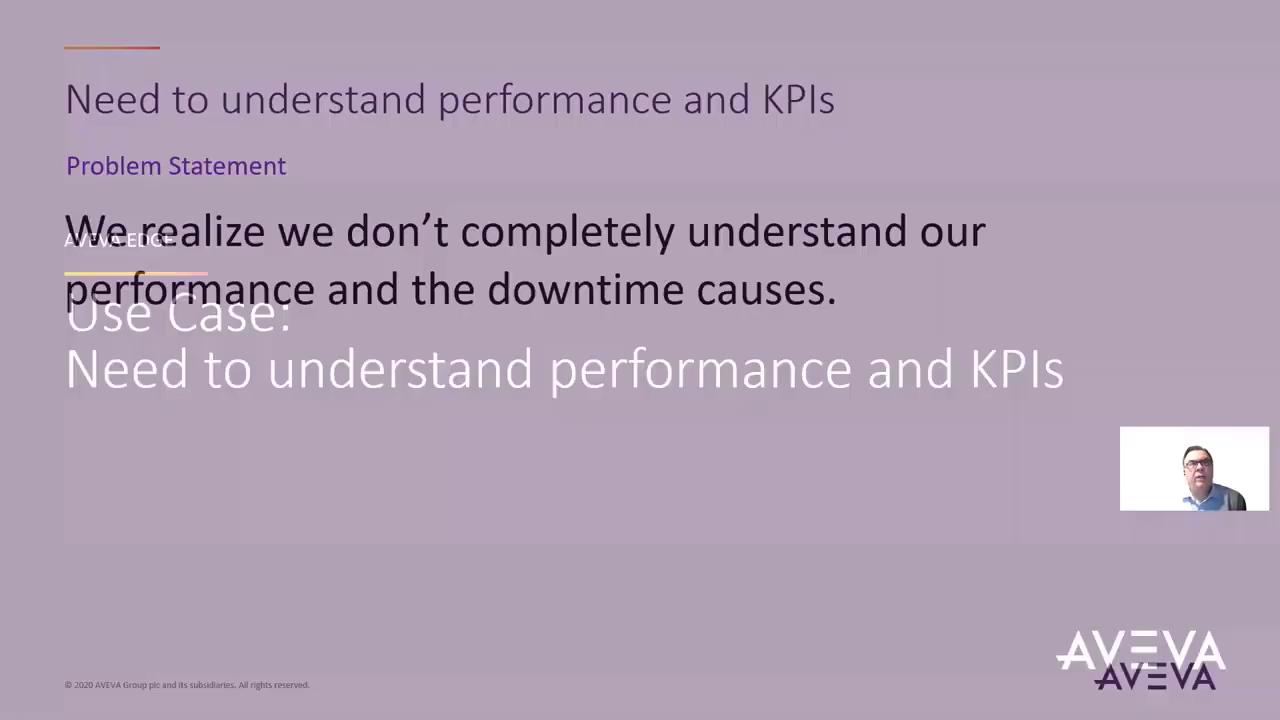 Need to understand performance and KPIs
Problem Statement
We realize we don’t completely understand our
AVEVA EDGE
performance and the downtime causes.
Use Case:
Need to understand performance and KPIs
AVEVA
AVEVA
© 2020 AVEVA Group plc and its subsidiaries. All rights reserved.